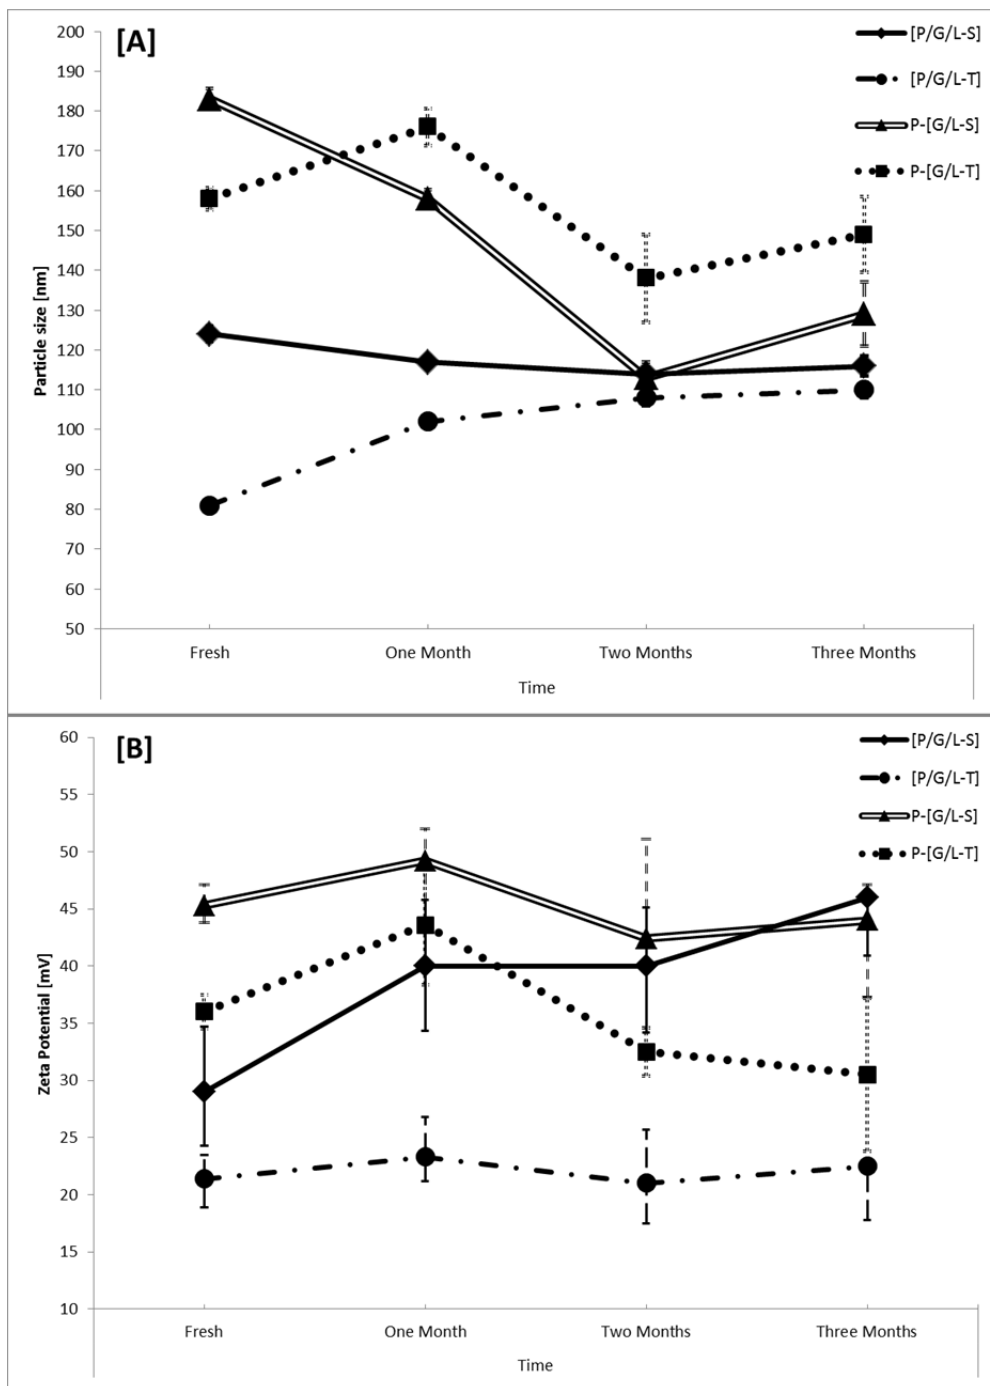 [A]
[P/G/L-S]
[P/G/L-T]
P-[G/L-S]
P-[G/L-T]
Particle size [nm]
200
190
180
170
160
150
140
130
120
110
100
90
80
70
60
50
Fresh One Month Two Months Three Months
Time
[B]
[P/G/L-S]
[P/G/L-T]
P-[G/L-S]
P-[G/L-T]
Zeta Potential [mV]
60
55
50
45
40
35
30
25
20
15
10
Fresh One Month Two Months Three Months
Time